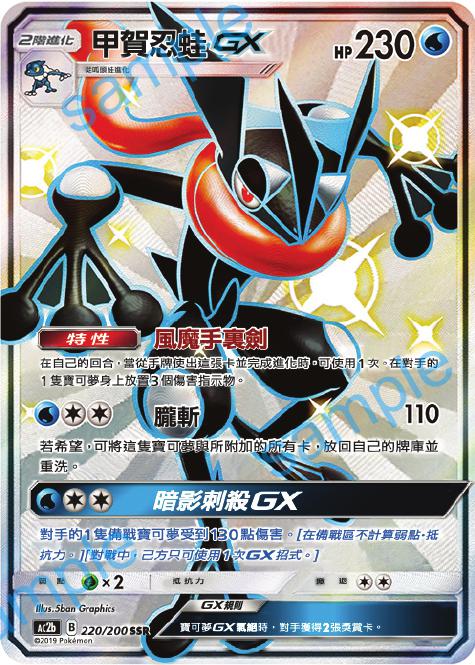 2階進化 甲賀忍蛙GX HP230
從呱頭蛙進化
sample
特性 風魔手裏劍
在自己的回合,當從手牌使出這張卡並完成進化時,可使用1次。在對手的
1隻寶可夢身上放置3個傷害指示物。
朧斬 110
若希望,可將這隻寶可夢與所附加的所有卡,放回自己的牌庫並
重洗。
sample
暗影刺殺GX
對手的1隻備戰寶可夢受到130點傷害。[在備戰區不計算弱點・抵
抗力。][對戰中,己方只可使用1次GX招式。]
弱點 ×2 抵抗力 撤退
Illus.5ban Graphics
GX規則
寶可夢GX氣絕時,對手獲得2張獎賞卡。
AC2b B 220/200 SSR
©2019 Pokémon
sample